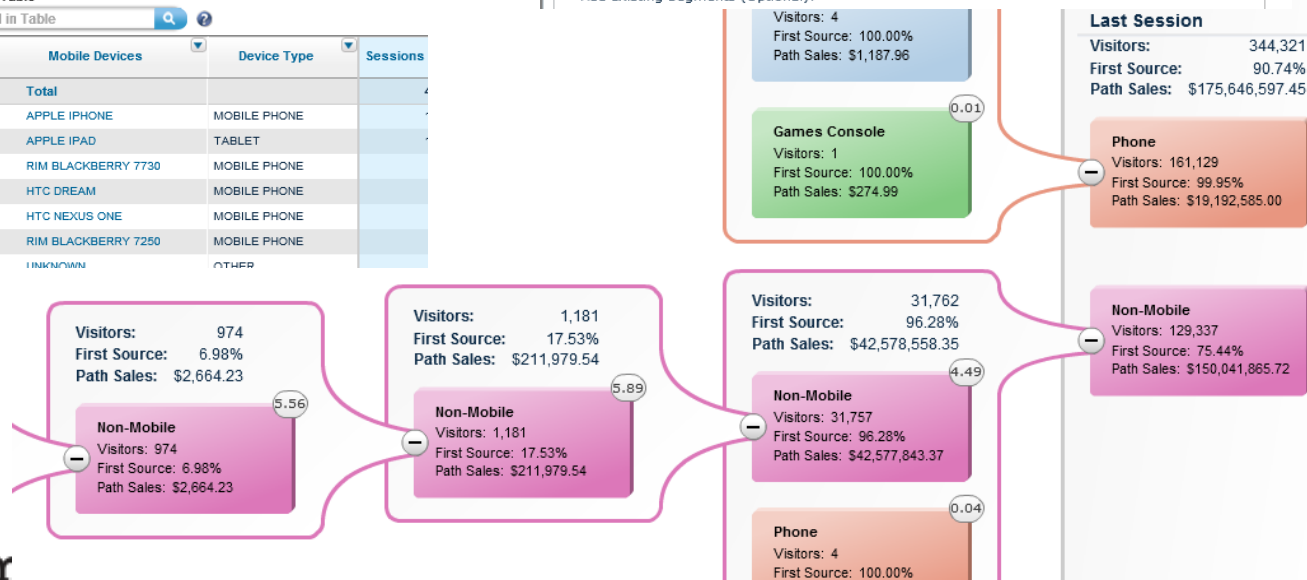 in Table
?
Mobile Devices Device Type Sessions
Total
APPLE IPHONE MOBILE PHONE
APPLE IPAD TABLET
RIM BLACKBERRY 7730 MOBILE PHONE
HTC DREAM MOBILE PHONE
HTC NEXUS ONE MOBILE PHONE
RIM BLACKBERRY 7250 MOBILE PHONE
UNKNOWN OTHER
Visitors: 4
First Source: 100.00%
Path Sales: $1,187.96
0.01
Games Console
Visitors: 1
First Source: 100.00%
Path Sales: $274.99
Last Session
Visitors: 344,321
First Source: 90.74%
Path Sales: $175,646,597.45
Phone
Visitors: 161,129
First Source: 99.95%
Path Sales: $19,192,585.00
Visitors: 974
First Source: 6.98%
Path Sales: $2,664.23
5.56
Non-Mobile
Visitors: 974
First Source: 6.98%
Path Sales: $2,664.23
Visitors: 1,181
First Source: 17.53%
Path Sales: $211,979.54
5.89
Non-Mobile
Visitors: 1,181
First Source: 17.53%
Path Sales: $211,979.54
Visitors: 31,762
First Source: 96.28%
Path Sales: $42,578,558.35
4.49
Non-Mobile
Visitors: 31,757
First Source: 96.28%
Path Sales: $42,577,843.37
0.04
Phone
Visitors: 4
First Source: 100.00%
Non-Mobile
Visitors: 129,337
First Source: 75.44%
Path Sales: $150,041,865.72